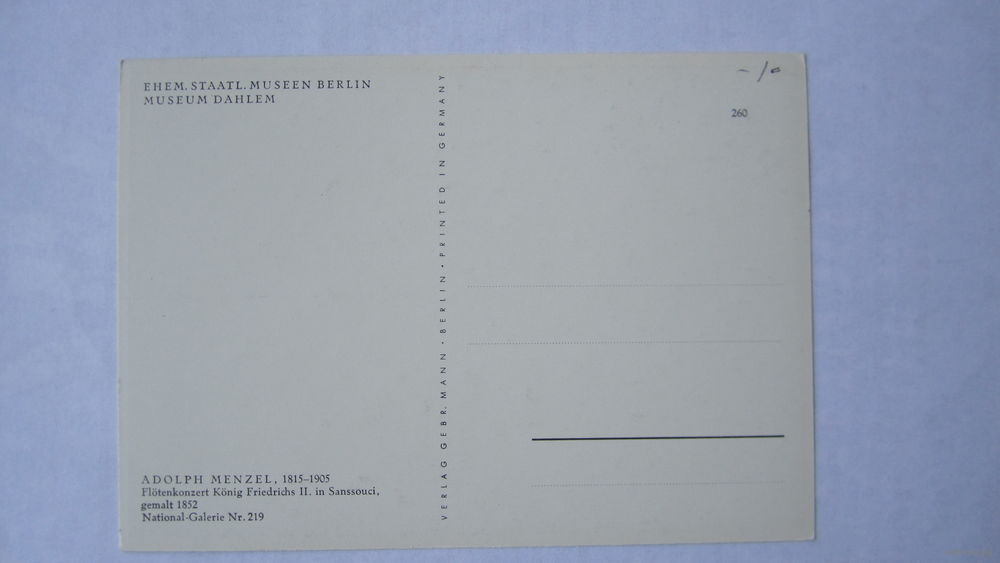 EHEM. STAATL. MUSEEN BERLIN
MUSEUM DAHLEM
ADOLPH MENZEL, 1815–1905
Flötenkonzert König Friedrichs II. in Sanssouci,
gemalt 1852
National-Galerie Nr. 219
VERLAG GEBR. MANN · BERLIN · PRINTED IN GERMANY
260